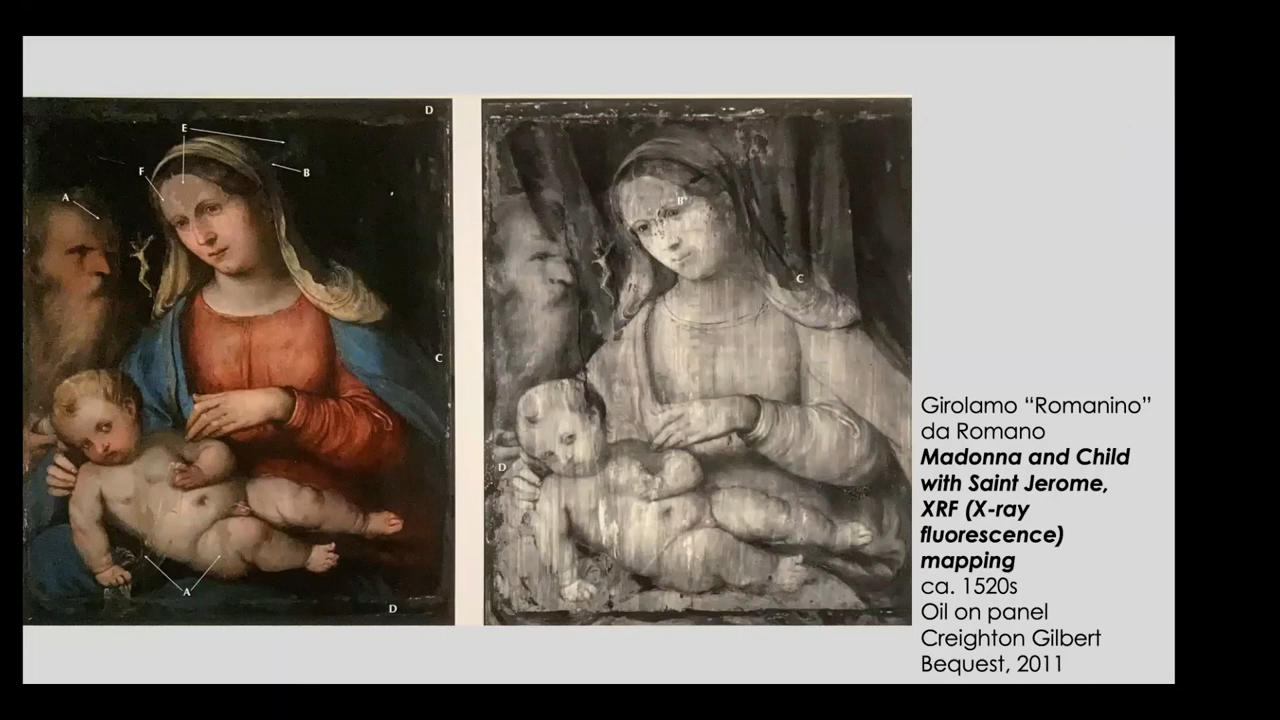 D
E
F
B
A
C
A
D
B
C
D
Girolamo “Romanino”
da Romano
Madonna and Child
with Saint Jerome,
XRF (X-ray
fluorescence)
mapping
ca. 1520s
Oil on panel
Creighton Gilbert
Bequest, 2011